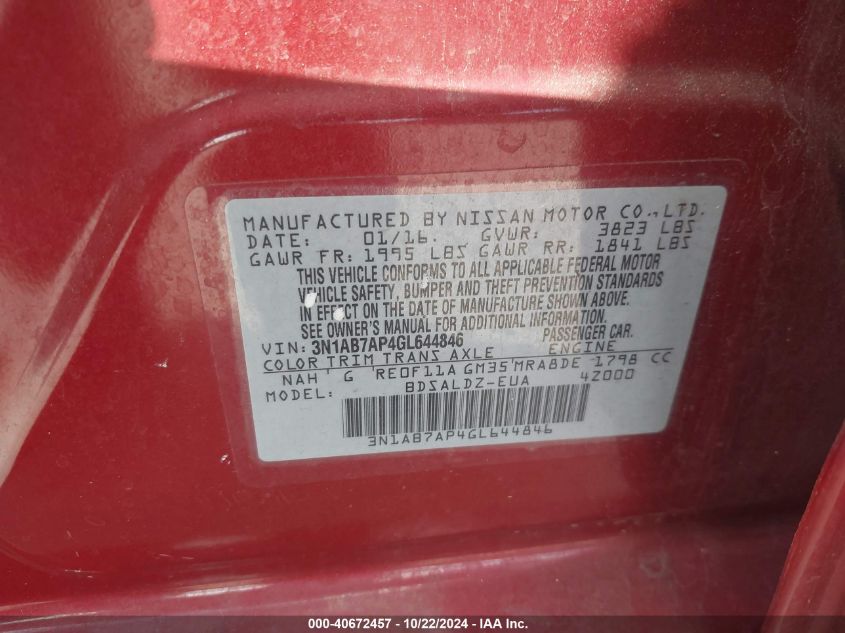 MANUFACTURED BY NISSAN MOTOR CO., LTD.
DATE: 01/16. GVWR: 3823 LBS
GAWR FR: 1995 LBS GAWR RR: 1841 LBS
THIS VEHICLE CONFORMS TO ALL APPLICABLE FEDERAL MOTOR
VEHICLE SAFETY, BUMPER AND THEFT PREVENTION STANDARDS
IN EFFECT ON THE DATE OF MANUFACTURE SHOWN ABOVE.
SEE OWNER'S MANUAL FOR ADDITIONAL INFORMATION.
VIN: 3N1AB7AP4GL644846 PASSENGER CAR.
COLOR TRIM TRANS AXLE ENGINE
NAH ' G 'RE0F11A GM35'MRA8DE 1798 CC
MODEL: BDSALDZ-EUA 4Z000
3N1AB7AP4GL644846
000-40672457 - 10/22/2024 - IAA Inc.